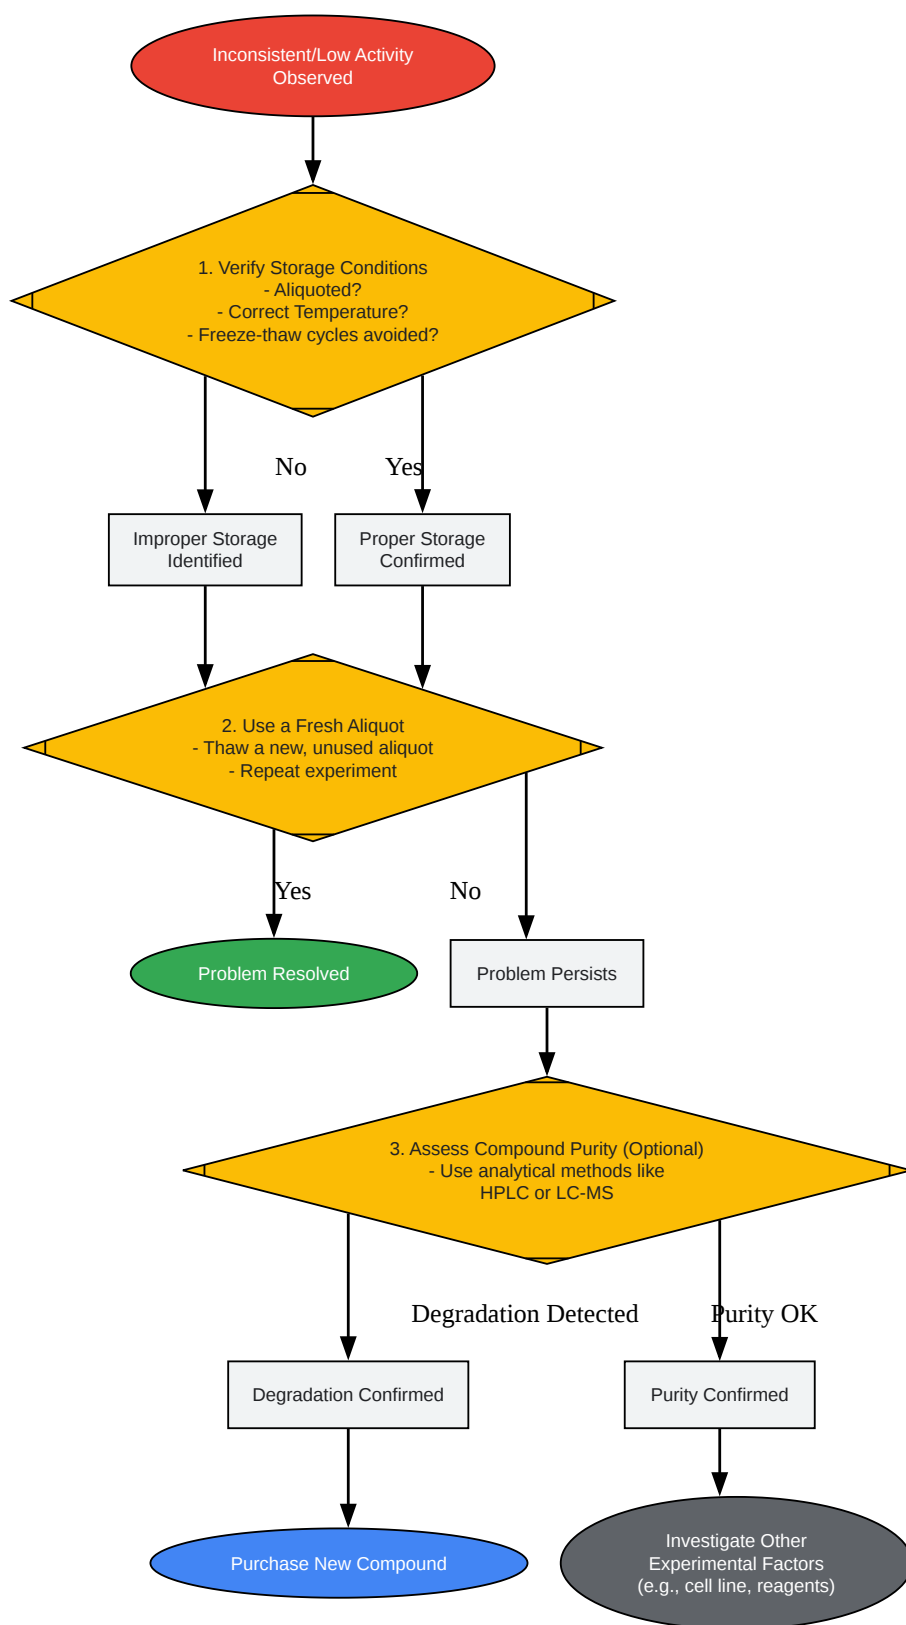 Inconsistent/Low Activity
Observed
1. Verify Storage Conditions
- Aliquoted?
- Correct Temperature?
- Freeze-thaw cycles avoided?
No
Yes
Improper Storage
Identified
Proper Storage
Confirmed
2. Use a Fresh Aliquot
- Thaw a new, unused aliquot
- Repeat experiment
Yes
No
Problem Resolved
Problem Persists
3. Assess Compound Purity (Optional)
- Use analytical methods like
HPLC or LC-MS
Degradation Detected
Purity OK
Degradation Confirmed
Purity Confirmed
Purchase New Compound
Investigate Other
Experimental Factors
(e.g., cell line, reagents)